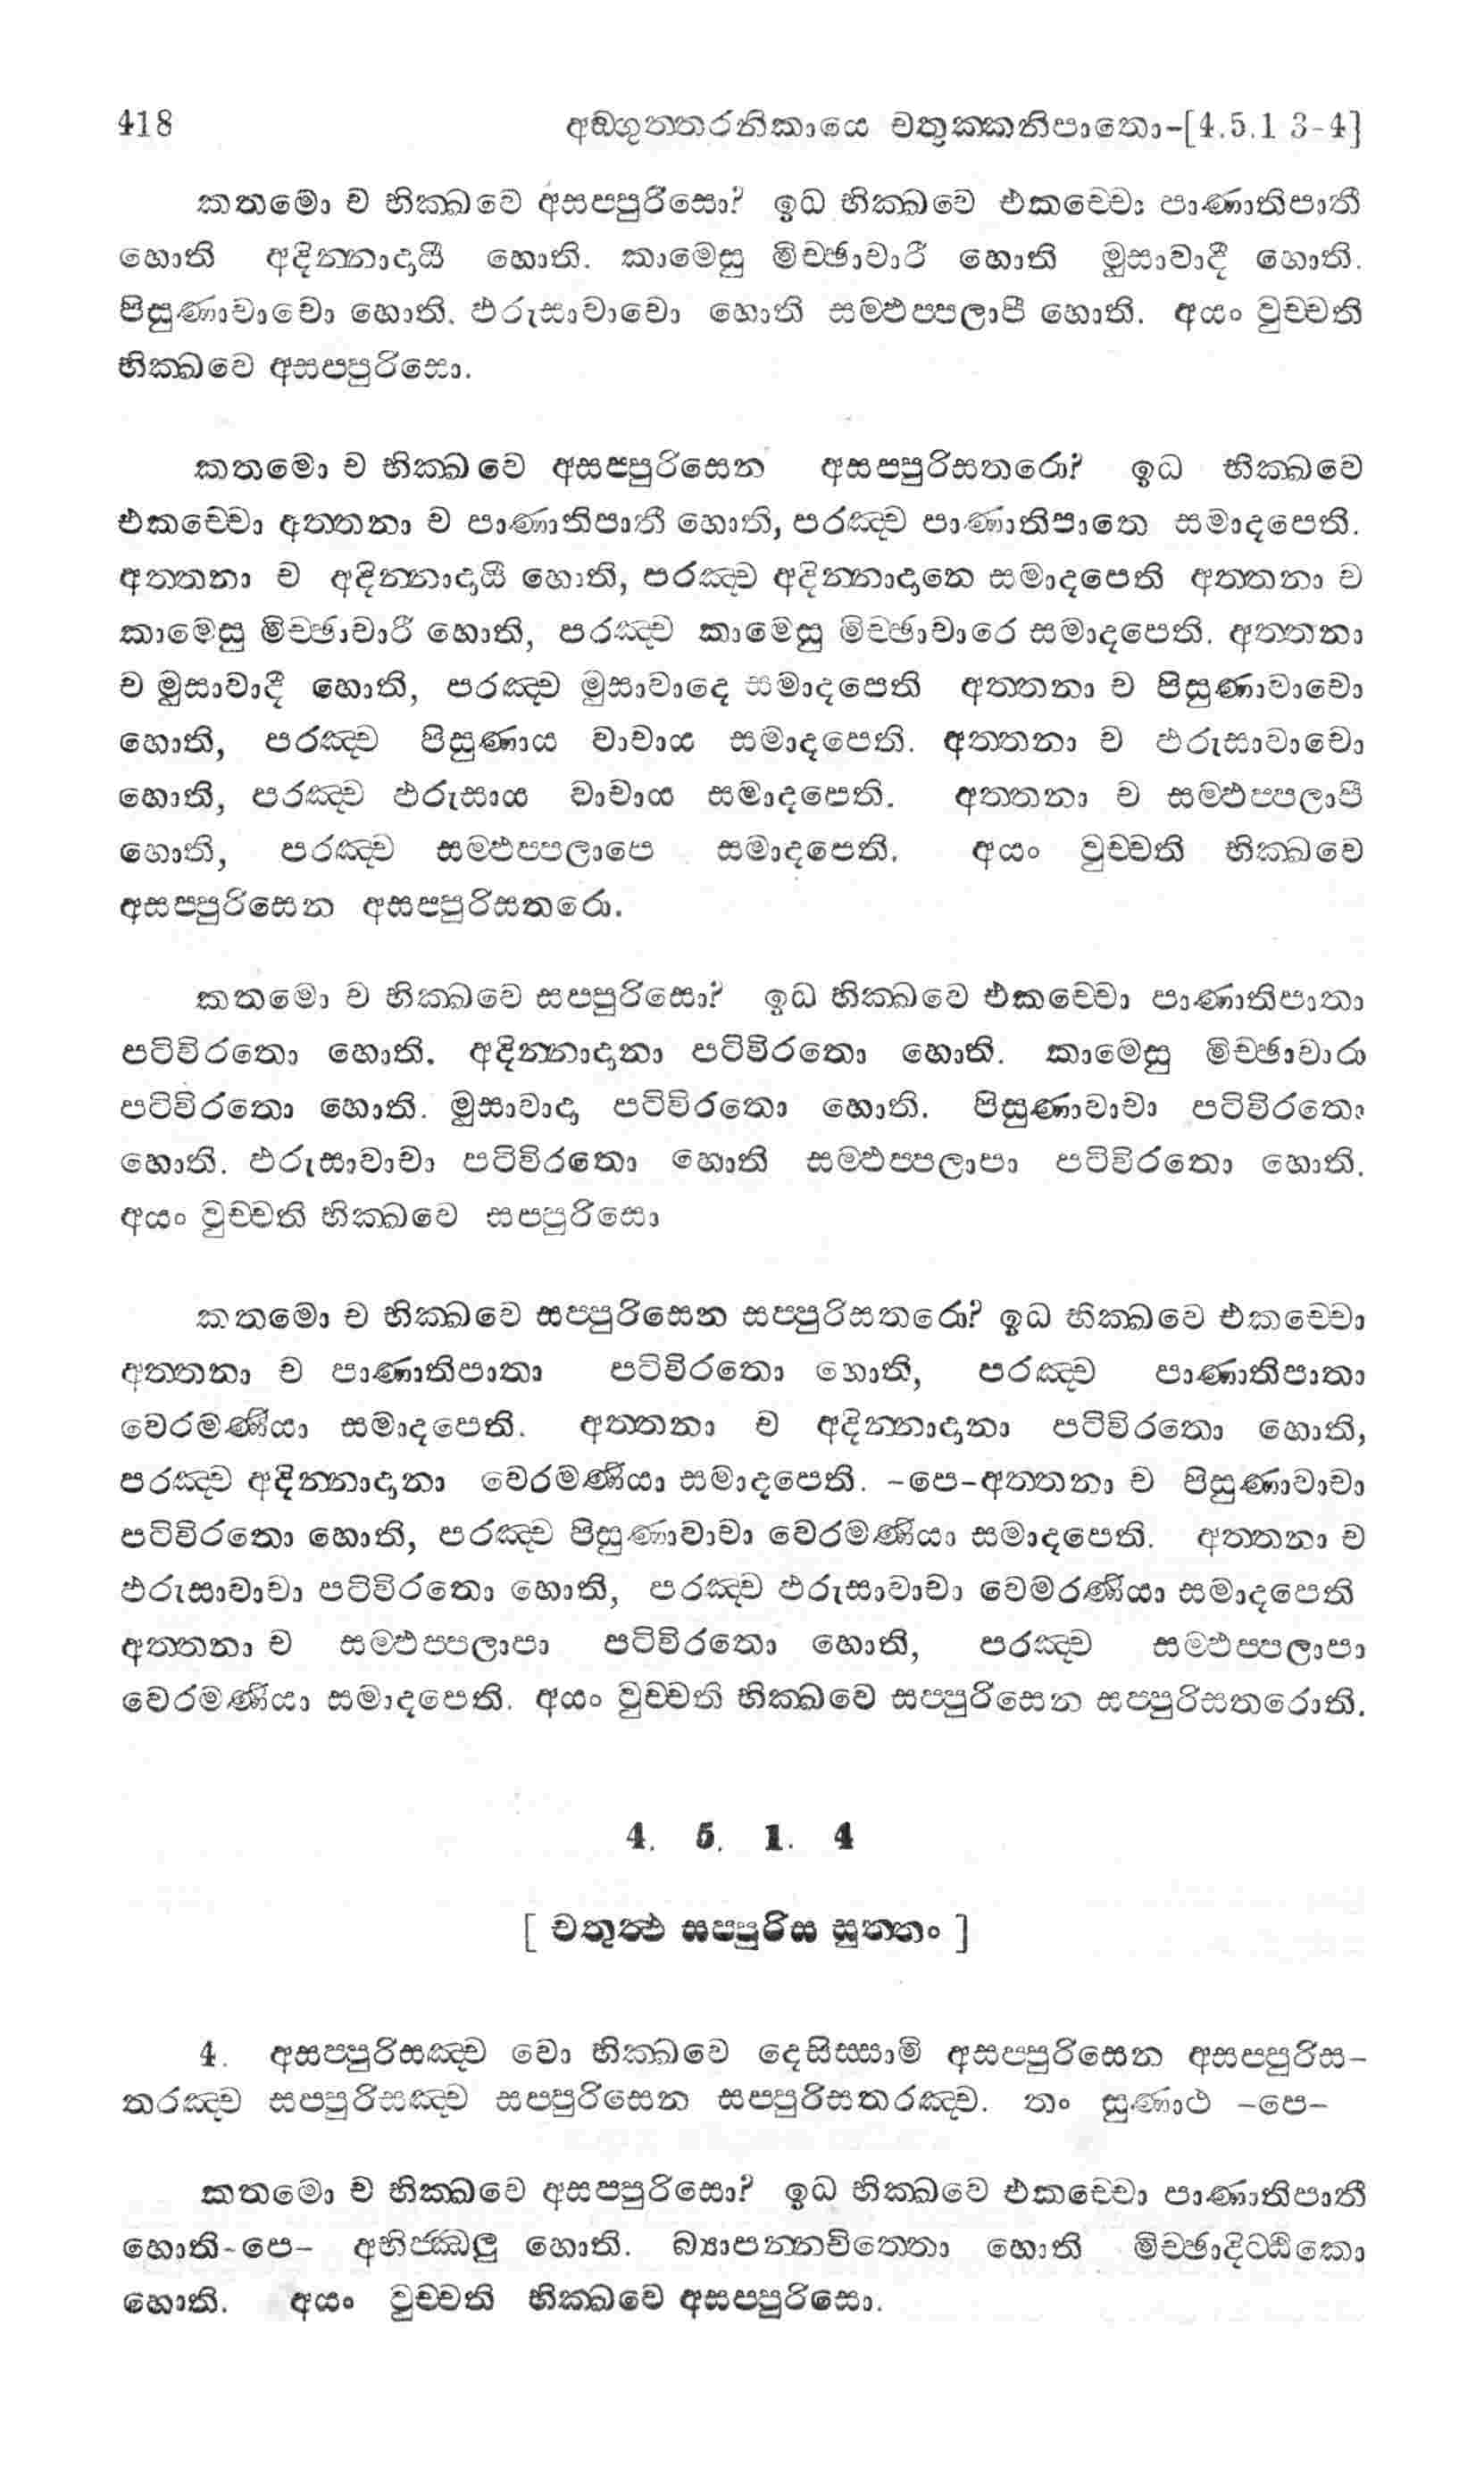 418 අඞ්ගුත්තරනිකායෙ චතුක්කනිපාතො-[4.5.1 3-4]
කතමො ච භික්ඛවෙ අසප්පුරිසො? ඉධ භික්ඛවෙ එකච්චො පාණාතිපාතී
හොති අදින්නාදායී හොති. කාමෙසු මිච්ඡාචාරී හොති මුසාවාදී හොති.
පිසුණාවාචො හොති. ඵරුසාවාචො හොති සම්ඵප්පලාපී හොති. අයං වුච්චති
භික්ඛවෙ අසප්පුරිසො.
කතමො ච භික්ඛවෙ අසප්පුරිසෙන අසප්පුරිසතරො? ඉධ භික්ඛවෙ
එකච්චො අත්තනා ච පාණාතිපාතී හොති, පරඤ්ච පාණාතිපාතෙ සමාදපෙති.
අත්තනා ච අදින්නාදායී හොති, පරඤ්ච අදින්නාදානෙ සමාදපෙති අත්තනා ච
කාමෙසු මිච්ඡාචාරී හොති, පරඤ්ච කාමෙසු මිච්ඡාචාරෙ සමාදපෙති. අත්තනා
ච මුසාවාදී හොති, පරඤ්ච මුසාවාදෙ සමාදපෙති අත්තනා ච පිසුණාවාචො
හොති, පරඤ්ච පිසුණාය වාචාය සමාදපෙති. අත්තනා ච ඵරුසාවාචො
හොති, පරඤ්ච ඵරුසාය වාචාය සමාදපෙති. අත්තනා ච සම්ඵප්පලාපී
හොති, පරඤ්ච සම්ඵප්පලාපෙ සමාදපෙති. අයං වුච්චති භික්ඛවෙ
අසප්පුරිසෙන අසප්පුරිසතරො.
කතමො ච භික්ඛවෙ සප්පුරිසො? ඉධ භික්ඛවෙ එකච්චො පාණාතිපාතා
පටිවිරතො හොති. අදින්නාදානා පටිවිරතො හොති. කාමෙසු මිච්ඡාචාරා
පටිවිරතො හොති. මුසාවාදා පටිවිරතො හොති. පිසුණාවාචා පටිවිරතො
හොති. ඵරුසාවාචා පටිවිරතො හොති සම්ඵප්පලාපා පටිවිරතො හොති.
අයං වුච්චති භික්ඛවෙ සප්පුරිසො
කතමො ච භික්ඛවෙ සප්පුරිසෙන සප්පුරිසතරො? ඉධ භික්ඛවෙ එකච්චො
අත්තනා ච පාණාතිපාතා පටිවිරතො හොති, පරඤ්ච පාණාතිපාතා
වෙරමණියා සමාදපෙති. අත්තනා ච අදින්නාදානා පටිවිරතො හොති,
පරඤ්ච අදින්නාදානා වෙරමණියා සමාදපෙති. -පෙ-අත්තනා ච පිසුණාවාචා
පටිවිරතො හොති, පරඤ්ච පිසුණාවාචා වෙරමණියා සමාදපෙති. අත්තනා ච
ඵරුසාවාචා පටිවිරතො හොති, පරඤ්ච ඵරුසාවාචා වෙමරණියා සමාදපෙති
අත්තනා ච සම්ඵප්පලාපා පටිවිරතො හොති, පරඤ්ච සම්ඵප්පලාපා
වෙරමණියා සමාදපෙති. අයං වුච්චති භික්ඛවෙ සප්පුරිසෙන සප්පුරිසතරොති.
4. 5. 1. 4
[ චතුත්ථ සප්පුරිස සුත්තං ]
4. අසප්පුරිසඤ්ච වො භික්ඛවෙ දෙසිස්සාමි අසප්පුරිසෙන අසප්පුරිස-
තරඤ්ච සප්පුරිසඤ්ච සප්පුරිසෙන සප්පුරිසතරඤ්ච. තං සුණාථ -පෙ-
කතමො ච භික්ඛවෙ අසප්පුරිසො? ඉධ භික්ඛවෙ එකච්චො පාණාතිපාතී
හොති-පෙ- අභිජ්ඣාලු හොති. බ්‍යාපන්නචිත්තො හොති මිච්ඡාදිට්ඨිකො
හොති. අයං වුච්චති භික්ඛවෙ අසප්පුරිසො.